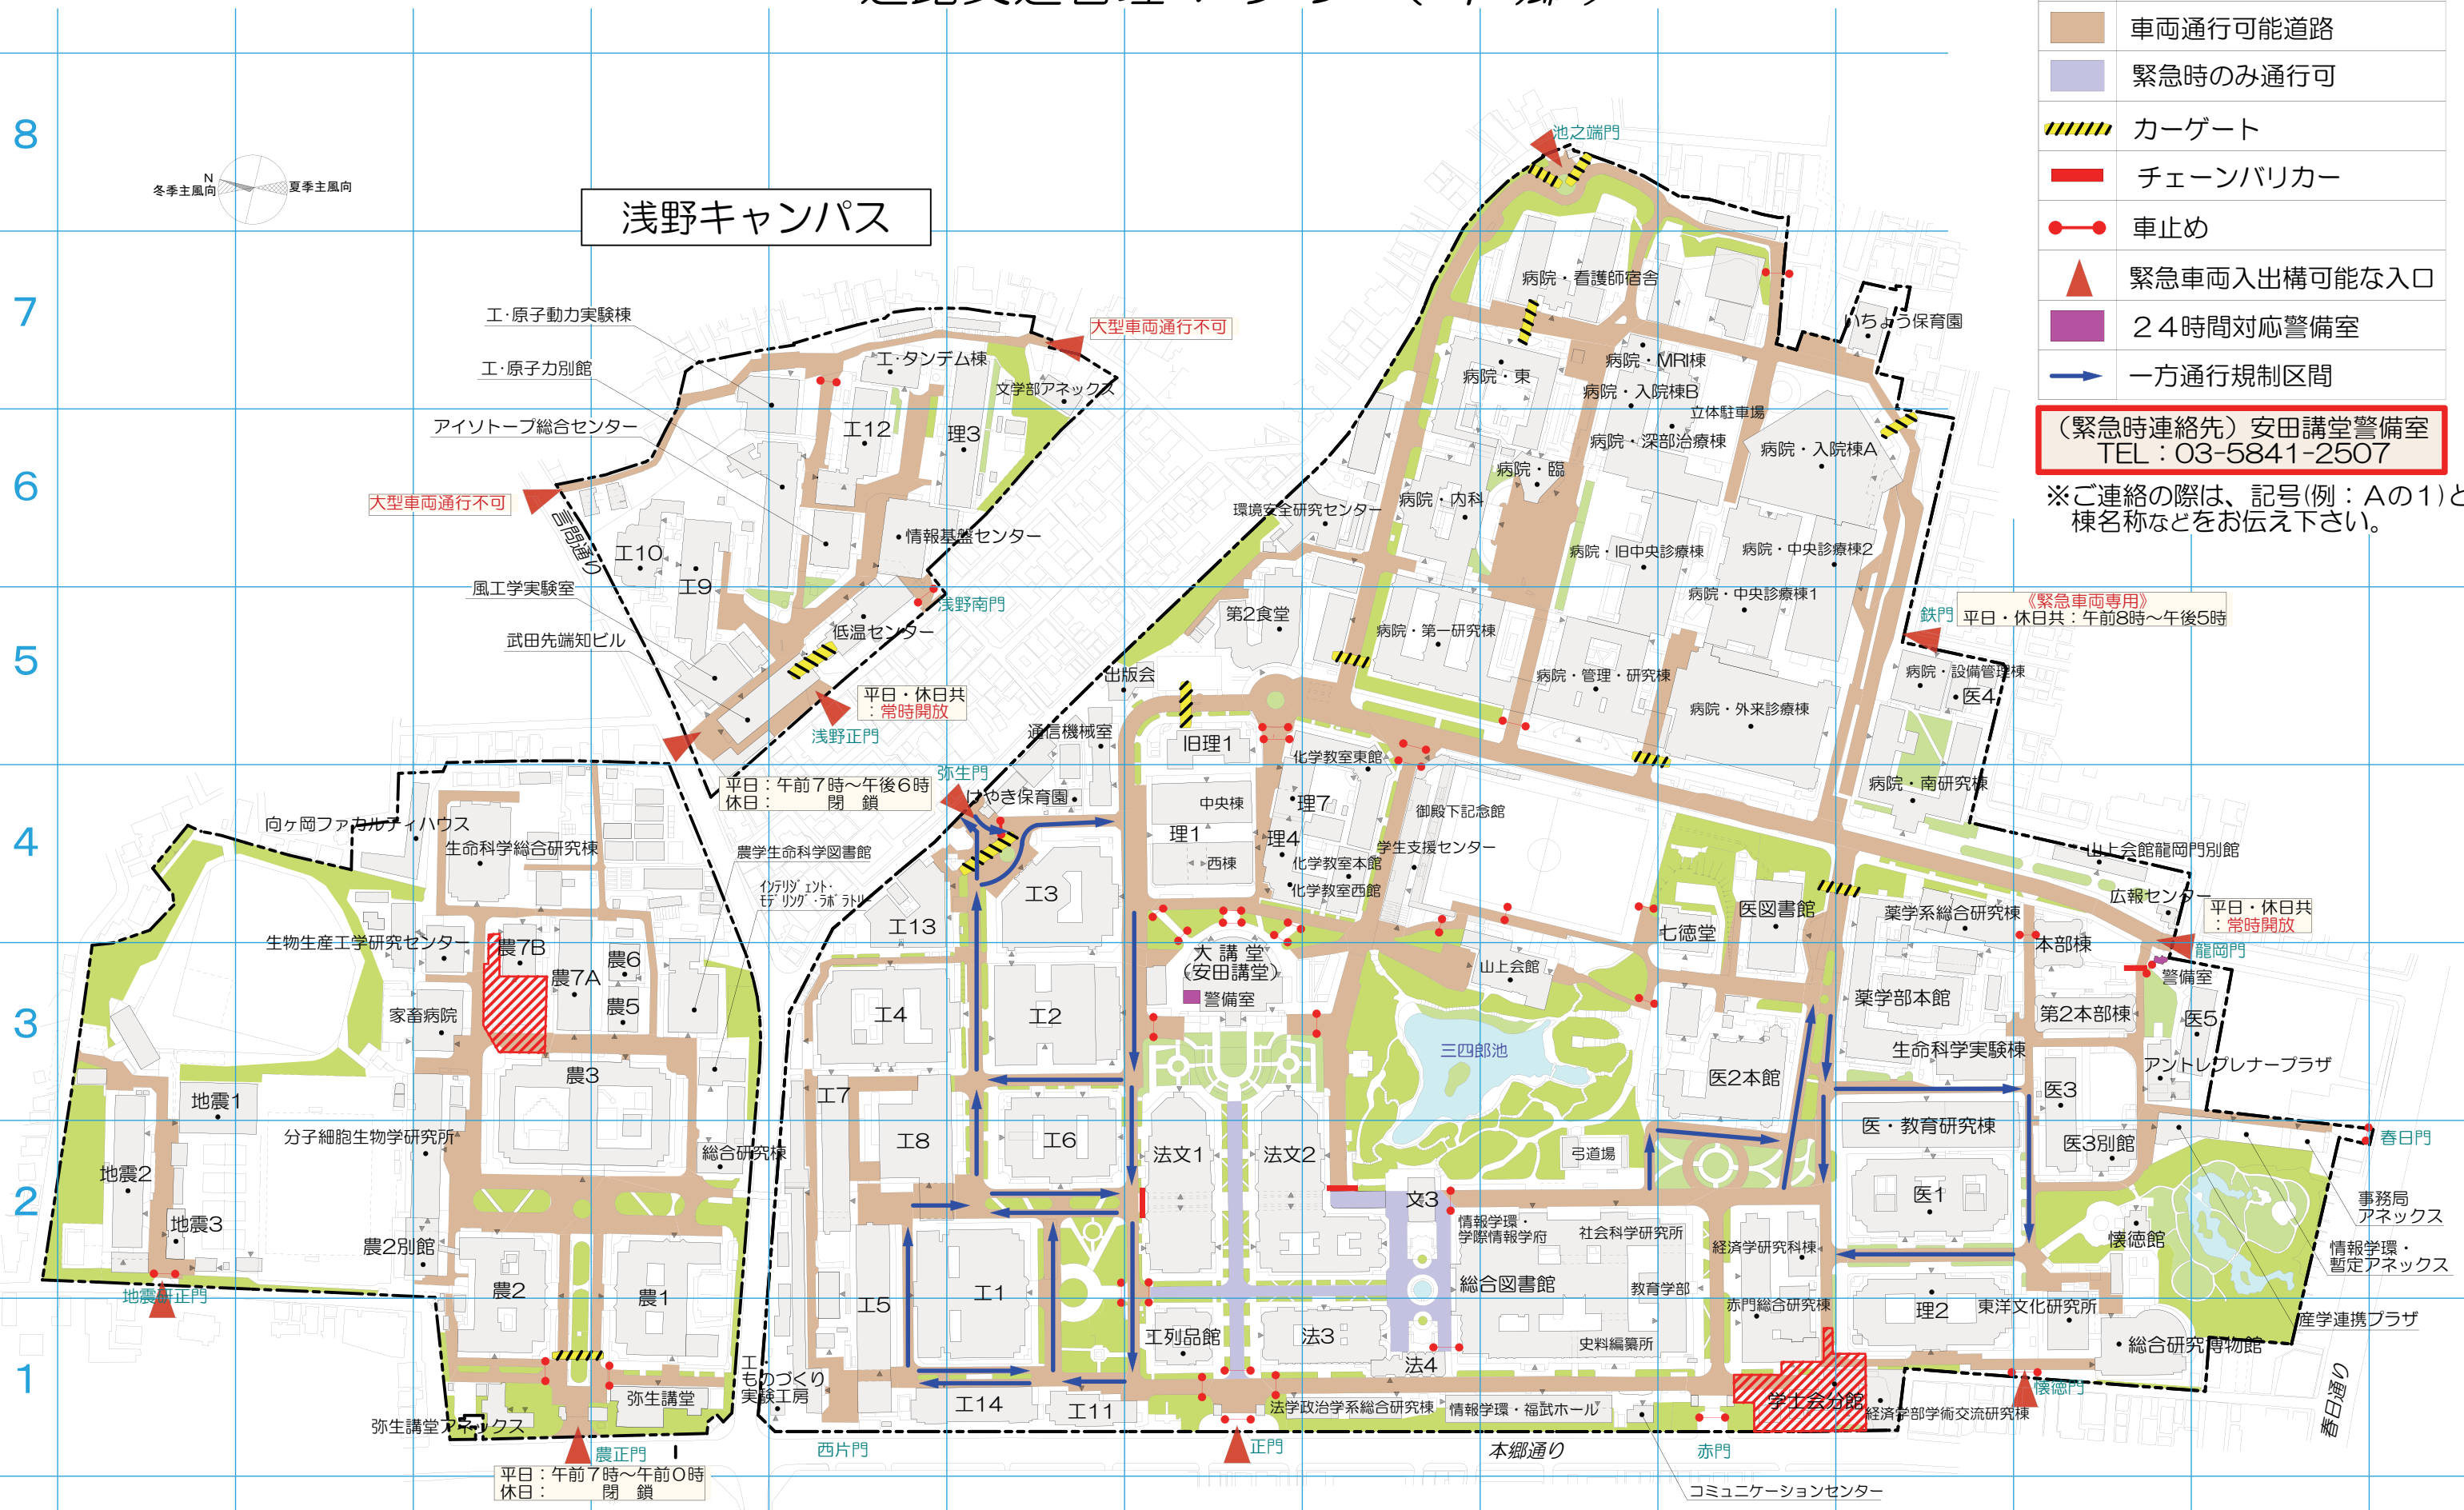 車両通行可能道路
緊急時のみ通行可
カーゲート
チェーンバリカー
車止め
緊急車両入出構可能な入口
２４時間対応警備室
一方通行規制区間
（緊急時連絡先）安田講堂警備室
TEL：03-5841-2507
※ご連絡の際は、記号(例：Ａの１)と
棟名称などをお伝え下さい。
8
7
6
5
4
3
2
1
N
冬季主風向
夏季主風向
浅野キャンパス
工・原子動力実験棟
工・原子力別館
アイソトープ総合センター
大型車両通行不可
工・タンデム棟
文学部アネックス
工12
理3
大型車両通行不可
言問通り
工10
工9
情報基盤センター
風工学実験室
武田先端知ビル
浅野南門
低温センター
平日・休日共
：常時開放
浅野正門
平日：午前７時～午後６時
休日：　　　閉　鎖
池之端門
病院・看護師宿舎
いちょう保育園
病院・東
病院・MRI棟
病院・入院棟B
立体駐車場
病院・深部治療棟
病院・入院棟A
病院・臨
病院・内科
環境安全研究センター
病院・旧中央診療棟
病院・中央診療棟2
病院・中央診療棟1
第2食堂
病院・第一研究棟
病院・管理・研究棟
病院・外来診療棟
鉄門
《緊急車両専用》
平日・休日共：午前8時～午後5時
病院・設備管理棟
医4
病院・南研究棟
出版会
通信機械室
旧理1
化学教室東館
弥生門
けやき保育園
中央棟
理1
西棟
理7
理4
御殿下記念館
学生支援センター
化学教室本館
化学教室西館
向ヶ岡ファカルティハウス
生命科学総合研究棟
農学生命科学図書館
インテリジェント・
モデリング・ラボラトリー
工3
工13
生物生産工学研究センター
農7B
農7A
農6
農5
家畜病院
農3
地震1
分子細胞生物学研究所
地震2
地震3
総合研究棟
農2別館
農2
農1
地震研正門
弥生講堂
弥生講堂アネックス
農正門
平日：午前７時～午前０時
休日：　　　閉　鎖
工4
工2
大講堂
(安田講堂)
警備室
山上会館
三四郎池
七徳堂
医図書館
薬学系総合研究棟
本部棟
山上会館龍岡門別館
広報センター
平日・休日共
：常時開放
龍岡門
警備室
薬学部本館
第2本部棟
医5
生命科学実験棟
アントレプレナープラザ
医2本館
医3
工7
工8
工6
法文1
法文2
弓道場
医・教育研究棟
医3別館
春日門
医1
文3
情報学環・
学際情報学府
社会科学研究所
経済学研究科棟
懐徳館
事務局
アネックス
情報学環・
暫定アネックス
総合図書館
教育学部
赤門総合研究棟
理2
東洋文化研究所
産学連携プラザ
工1
工5
工列品館
法3
法4
史料編纂所
総合研究博物館
工・
ものづくり
実験工房
工14
工11
法学政治学系総合研究棟
情報学環・福武ホール
学士会分館
経済学部学術交流研究棟
懐徳門
春日通り
西片門
正門
本郷通り
赤門
コミュニケーションセンター